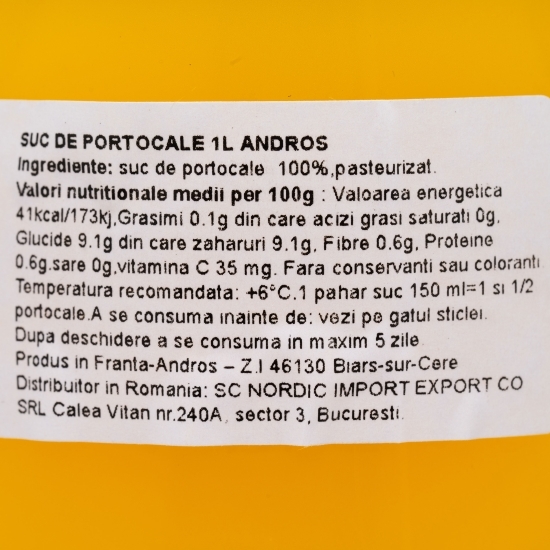 SUC DE PORTOCALE 1L ANDROS
Ingrediente: suc de portocale 100%,pasteurizat.
Valori nutritionale medii per 100g : Valoarea energetica
41kcal/173kj,Grasimi 0.1g din care acizi grasi saturati 0g,
Glucide 9.1g din care zaharuri 9.1g, Fibre 0.6g, Proteine
0.6g.sare 0g,vitamina C 35 mg. Fara conservanti sau coloranti.
Temperatura recomandata: +6°C.1 pahar suc 150 ml=1 si 1/2
portocale.A se consuma inainte de: vezi pe gatul sticlei.
Dupa deschidere a se consuma in maxim 5 zile.
Produs in Franta-Andros – Z.I 46130 Biars-sur-Cere
Distribuitor in Romania: SC NORDIC IMPORT EXPORT CO
SRL Calea Vitan nr.240A, sector 3, Bucuresti.